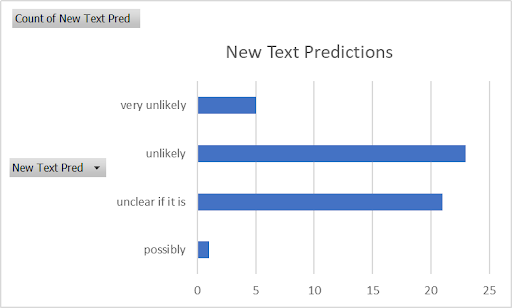 Count of New Text Pred
New Text Predictions
very unlikely
unlikely
New Text Pred
unclear if it is
possibly
0 5 10 15 20 25